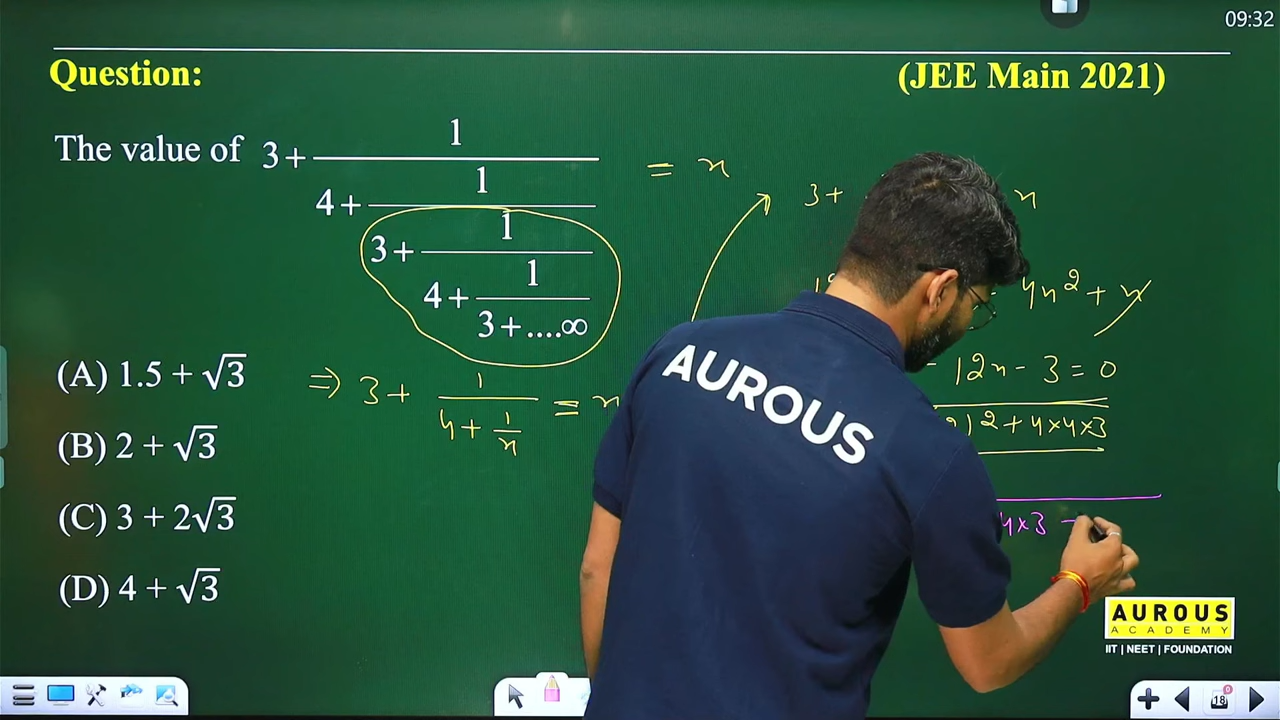 09:32
Question:
(JEE Main 2021)
The value of 3+ 1
4+ 1
3+ 1
4+ 1
3+....∞
= x
3+
x
4x² + x
12x - 3 = 0
⇒ 3 + 1 / (4 + 1/x) = x
² + 4×4×3
4×3
(A) 1.5 + √3
(B) 2 + √3
(C) 3 + 2√3
(D) 4 + √3
AUROUS
AUROUS
ACADEMY
IIT | NEET | FOUNDATION
18
0